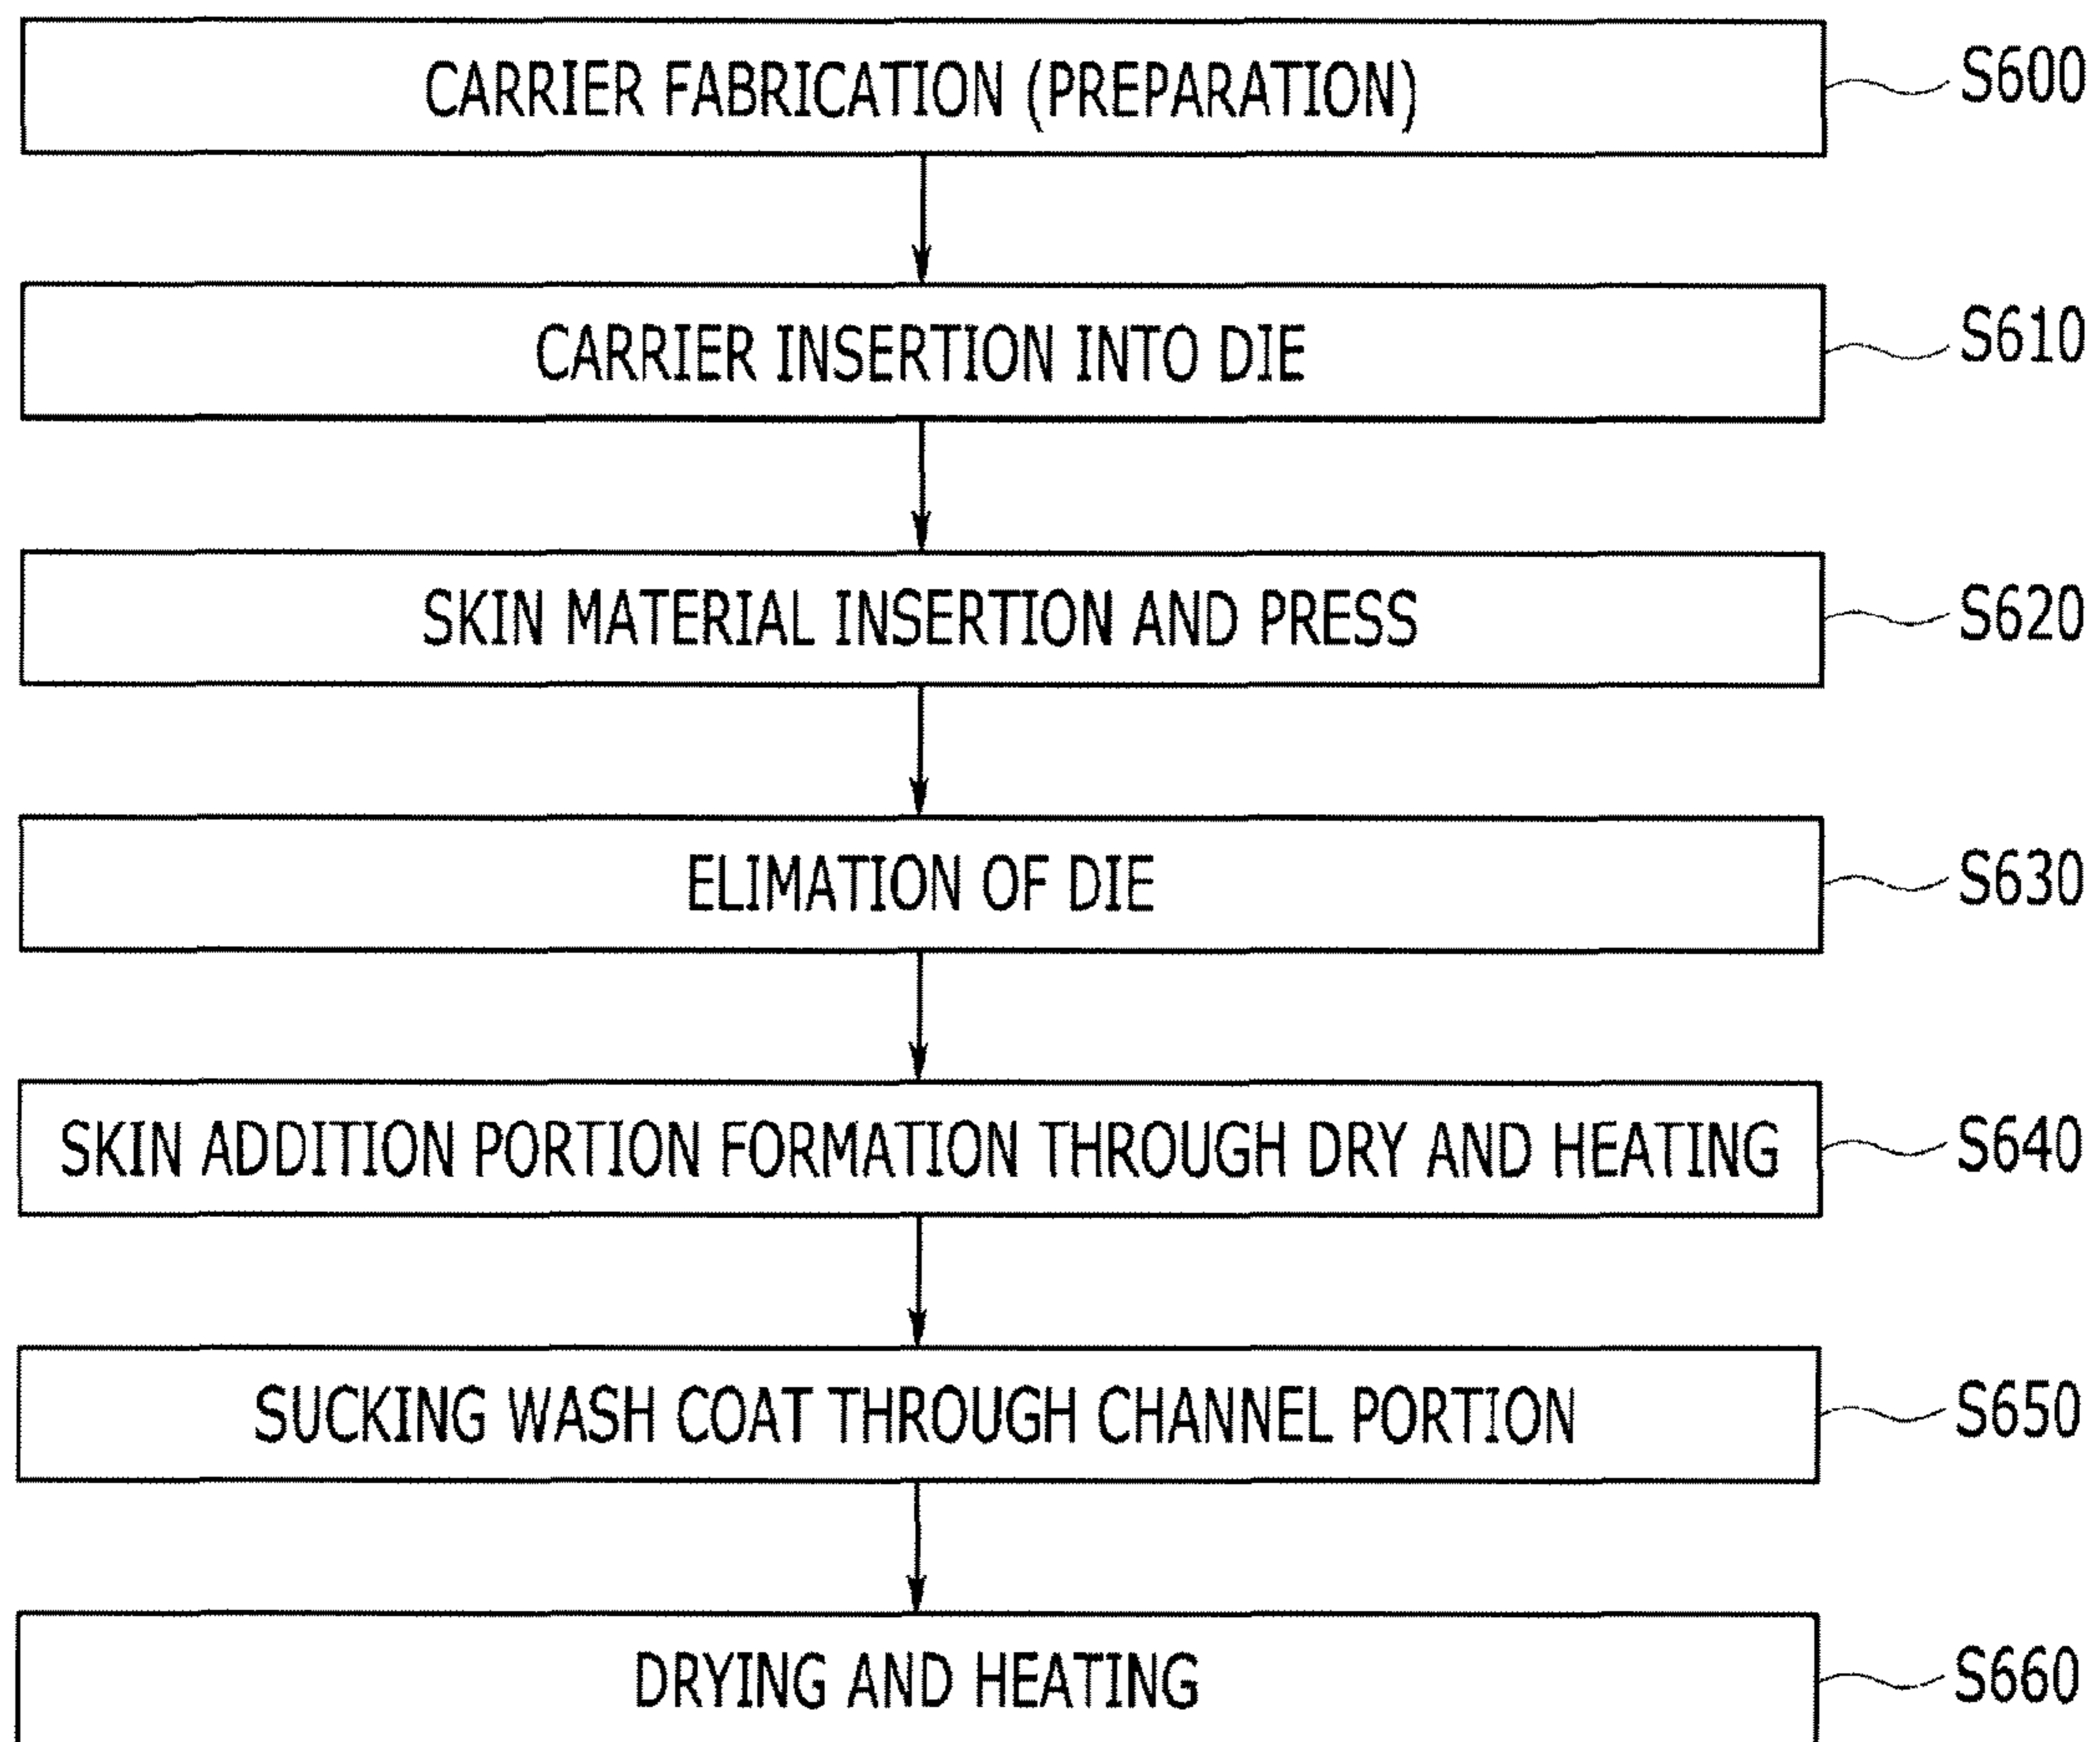 CARRIER FABRICATION (PREPARATION)
S600
CARRIER INSERTION INTO DIE
S610
SKIN MATERIAL INSERTION AND PRESS
S620
ELIMATION OF DIE
S630
SKIN ADDITION PORTION FORMATION THROUGH DRY AND HEATING
S640
SUCKING WASH COAT THROUGH CHANNEL PORTION
S650
DRYING AND HEATING
S660